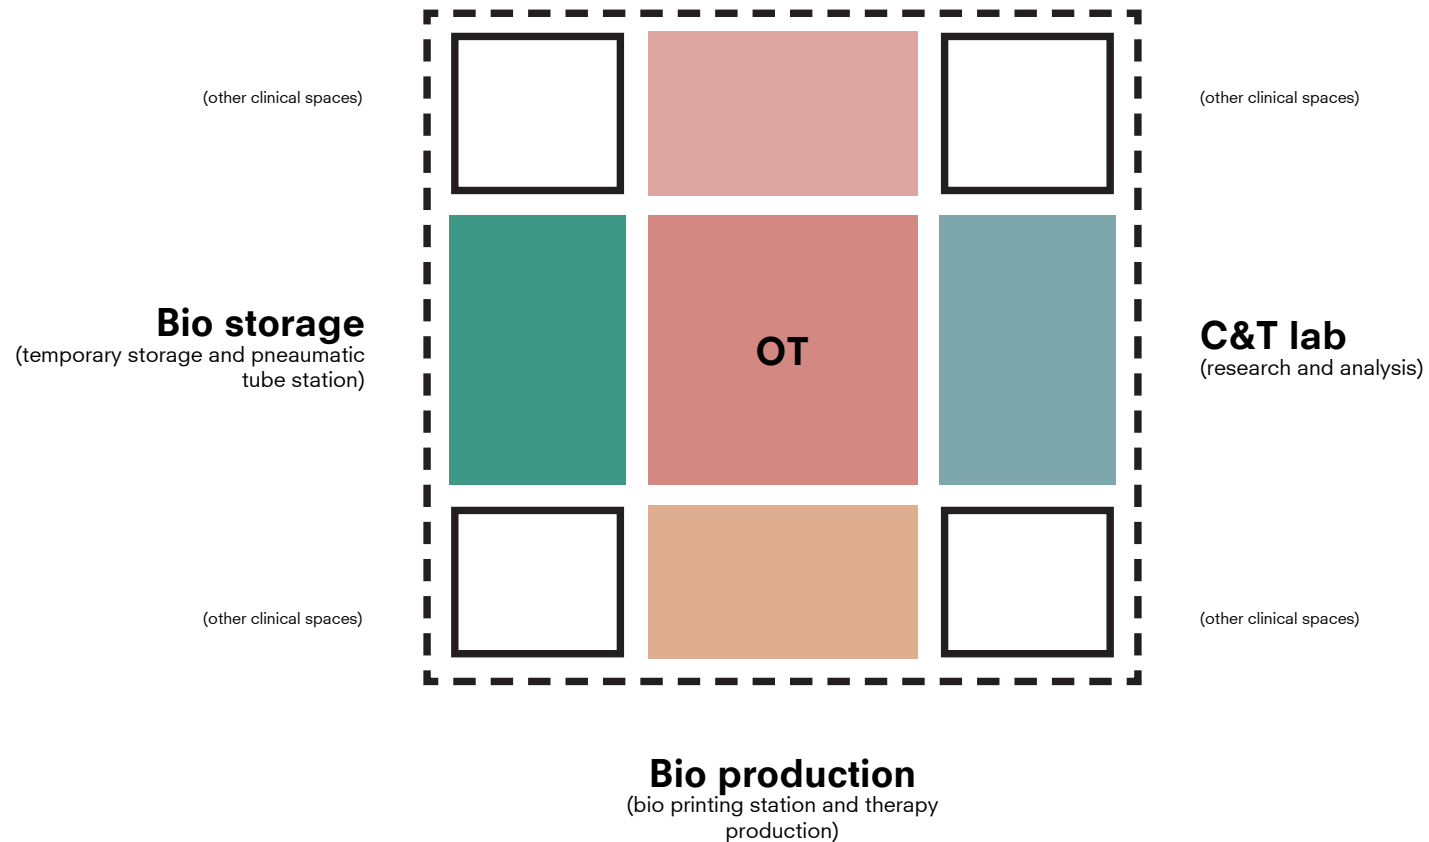 (other clinical spaces)
(other clinical spaces)
Bio storage
(temporary storage and pneaumatic
tube station)
OT
C&T lab
(research and analysis)
(other clinical spaces)
(other clinical spaces)
Bio production
(bio printing station and therapy
production)